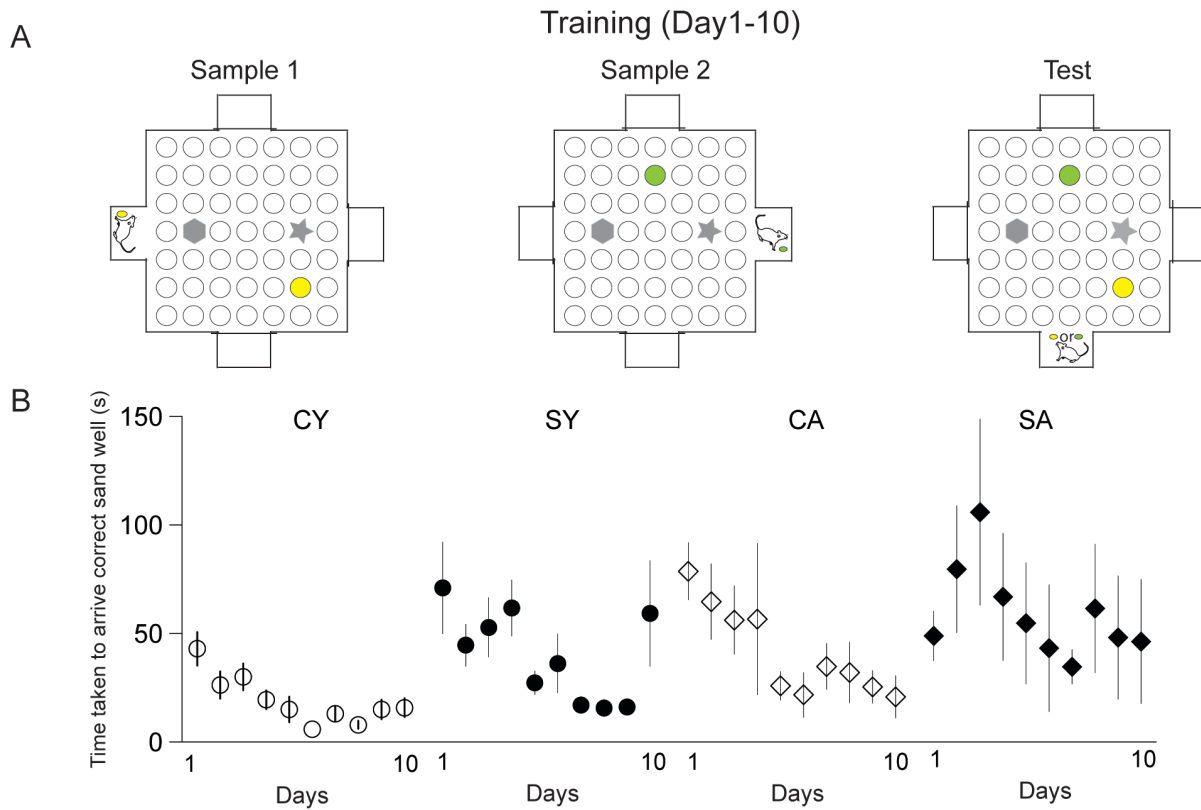 A
Training (Day1-10)
Sample 1
Sample 2
Test
or
B
Time taken to arrive correct sand well (s)
150
100
50
0
CY
SY
CA
SA
1
10
1
10
1
10
1
10
Days
Days
Days
Days